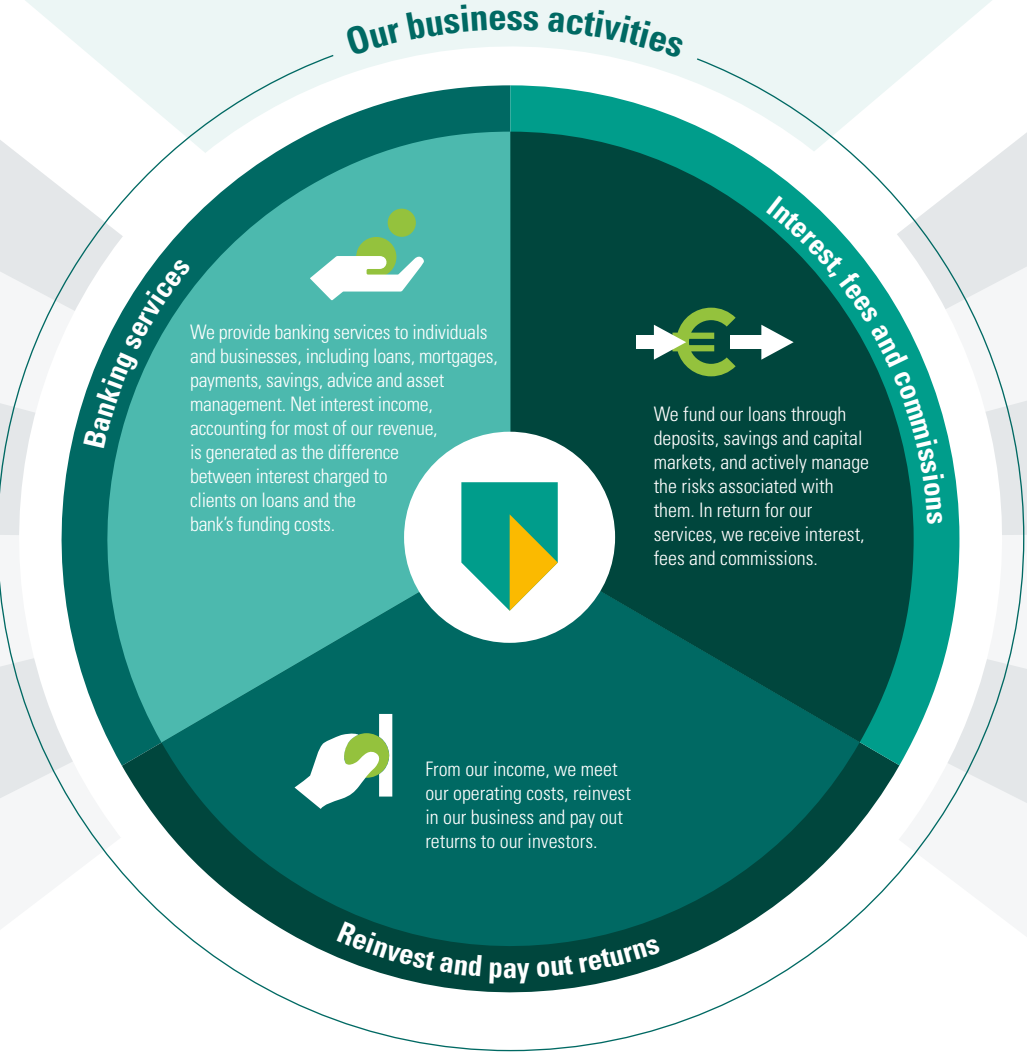 Our business activities
Banking services
We provide banking services to individuals
and businesses, including loans, mortgages,
payments, savings, advice and asset
management. Net interest income,
accounting for most of our revenue,
is generated as the difference
between interest charged to
clients on loans and the
bank's funding costs.
Interest, fees and commissions
€
We fund our loans through
deposits, savings and capital
markets, and actively manage
the risks associated with
them. In return for our
services, we receive interest,
fees and commissions.
From our income, we meet
our operating costs, reinvest
in our business and pay out
returns to our investors.
Reinvest and pay out returns